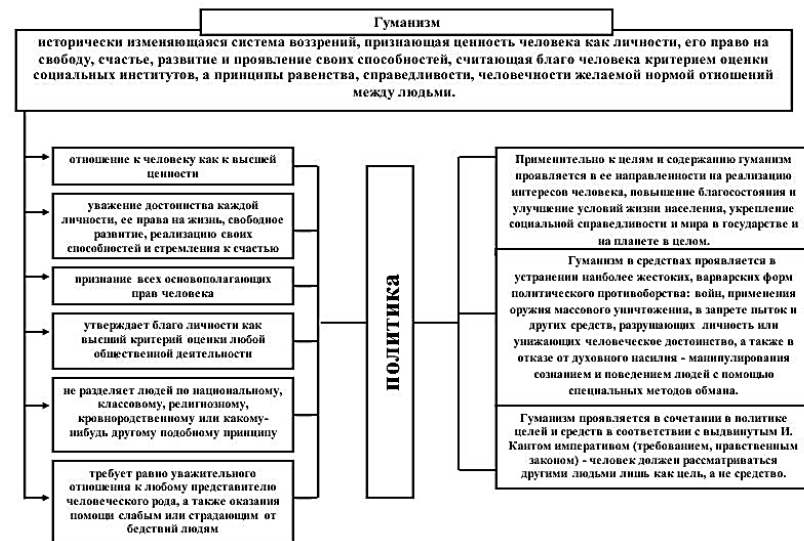 Гуманизм
исторически изменяющаяся система воззрений, признающая ценность человека как личности, его право на
свободу, счастье, развитие и проявление своих способностей, считающая благо человека критерием оценки
социальных институтов, а принципы равенства, справедливости, человечности желаемой нормой отношений
между людьми.
отношение к человеку как к высшей
ценности
уважение достоинства каждой
личности, ее права на жизнь, свободное
развитие, реализацию своих
способностей и стремления к счастью
признание всех основополагающих
прав человека
утверждает благо личности как
высший критерий оценки любой
общественной деятельности
не разделяет людей по национальному,
классовому, религиозному,
кровнородственному или какому-
нибудь другому подобному принципу
требует равно уважительного
отношения к любому представителю
человеческого рода, а также оказания
помощи слабым или страдающим от
бедствий людям
политика
Применительно к целям и содержанию гуманизм
проявляется в ее направленности на реализацию
интересов человека, повышение благосостояния и
улучшение условий жизни населения, укрепление
социальной справедливости и мира в государстве и
на планете в целом.
Гуманизм в средствах проявляется в
устранении наиболее жестоких, варварских форм
политического противоборства: войн, применения
оружия массового уничтожения, в запрете пыток и
других средств, разрушающих личность или
унижающих человеческое достоинство, а также в
отказе от духовного насилия - манипулирования
сознанием и поведением людей с помощью
специальных методов обмана.
Гуманизм проявляется в сочетании в политике
целей и средств в соответствии с выдвинутым И.
Кантом императивом (требованием, нравственным
законом) - человек должен рассматриваться
другими людьми лишь как цель, а не средство.